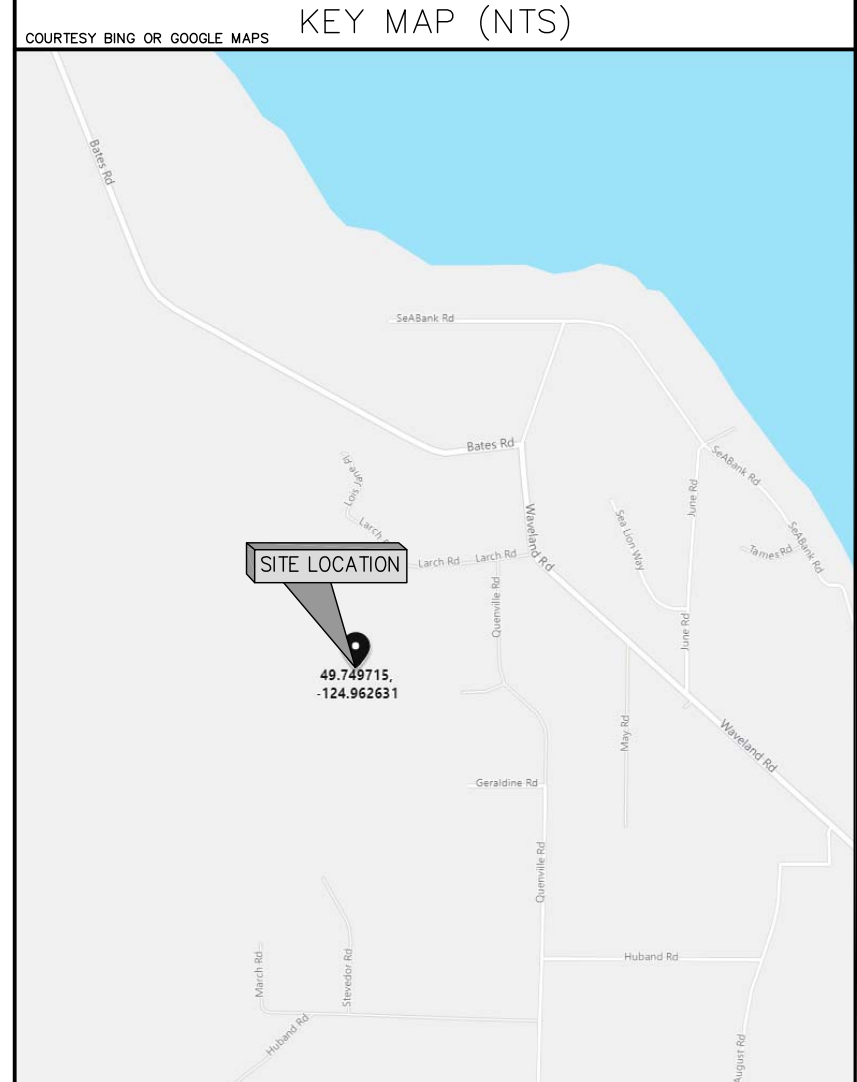 KEY MAP (NTS)
COURTESY BING OR GOOGLE MAPS
Bates Rd
SeABank Rd
Bates Rd
Lois Jane Pl
SeABank Rd
June Rd
Larch
Waveland Rd
Sea Lion Way
SeABank Rd
Tames Rd
Larch Rd
Larch Rd
SITE LOCATION
Quenville Rd
June Rd
49.749715,
-124.962631
May Rd
Waveland Rd
Geraldine Rd
Quenville Rd
March Rd
Stevedor Rd
Huband Rd
Huband Rd
August Rd